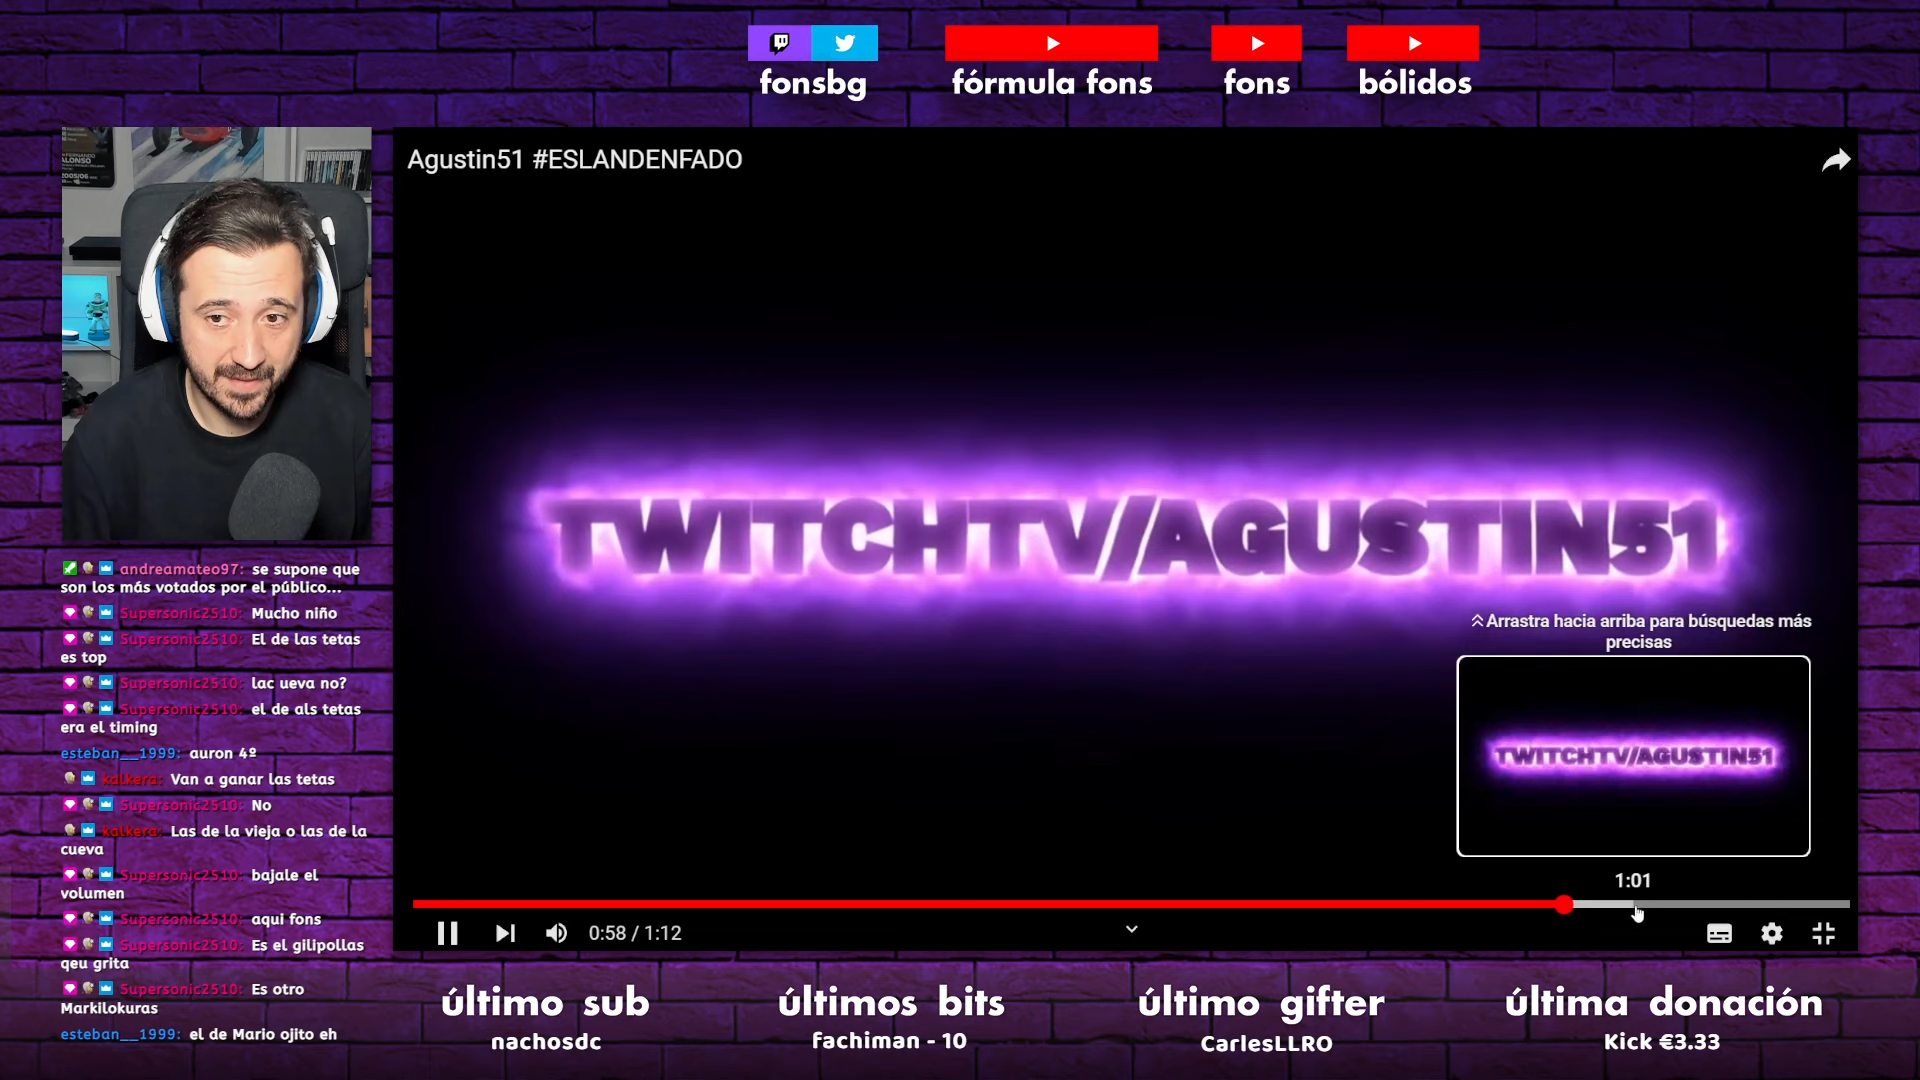 fonsbg
fórmula fons
fons
bólidos
ALONSO
2005/06
Agustin51 #ESLANDENFADO
TWITCHTV/AGUSTIN51
Arrastra hacia arriba para búsquedas más
precisas
TWITCHTV/AGUSTIN51
1:01
0:58 / 1:12
andreamateo97: se supone que
son los más votados por el público...
Supersonic2510: Mucho niño
Supersonic2510: El de las tetas
es top
Supersonic2510: lac ueva no?
Supersonic2510: el de als tetas
era el timing
esteban__1999: auron 4º
kalkera: Van a ganar las tetas
Supersonic2510: No
kalkera: Las de la vieja o las de la
cueva
Supersonic2510: bajale el
volumen
Supersonic2510: aqui fons
Supersonic2510: Es el gilipollas
qeu grita
Supersonic2510: Es otro
Markilokuras
esteban__1999: el de Mario ojito eh
último sub
nachosdc
últimos bits
fachiman - 10
último gifter
CarlesLLRO
última donación
Kick €3.33